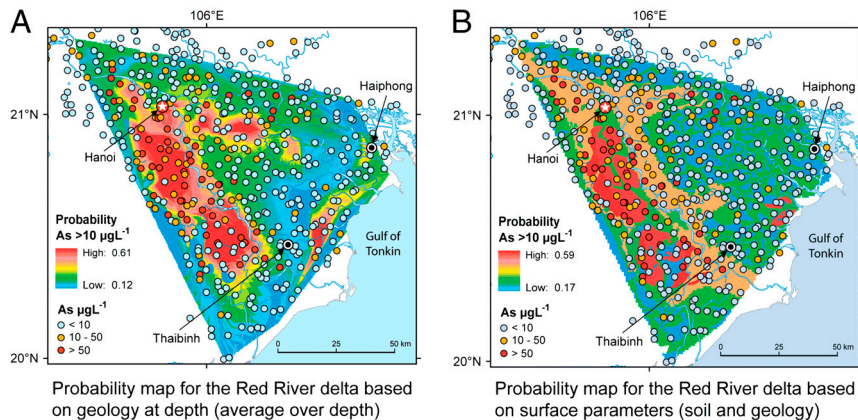 A
106°E
21°N
20°N
Haiphong
Hanoi
Probability
As >10 µgL⁻¹
High: 0.61
Low: 0.12
As µgL⁻¹
< 10
10 - 50
> 50
Thaibinh
Gulf of
Tonkin
0 25 50 km
Probability map for the Red River delta based
on geology at depth (average over depth)
B
106°E
21°N
20°N
Haiphong
Hanoi
Probability
As >10 µgL⁻¹
High: 0.59
Low: 0.17
As µgL⁻¹
< 10
10 - 50
> 50
Thaibinh
Gulf of
Tonkin
0 25 50 km
Probability map for the Red River delta based
on surface parameters (soil and geology)